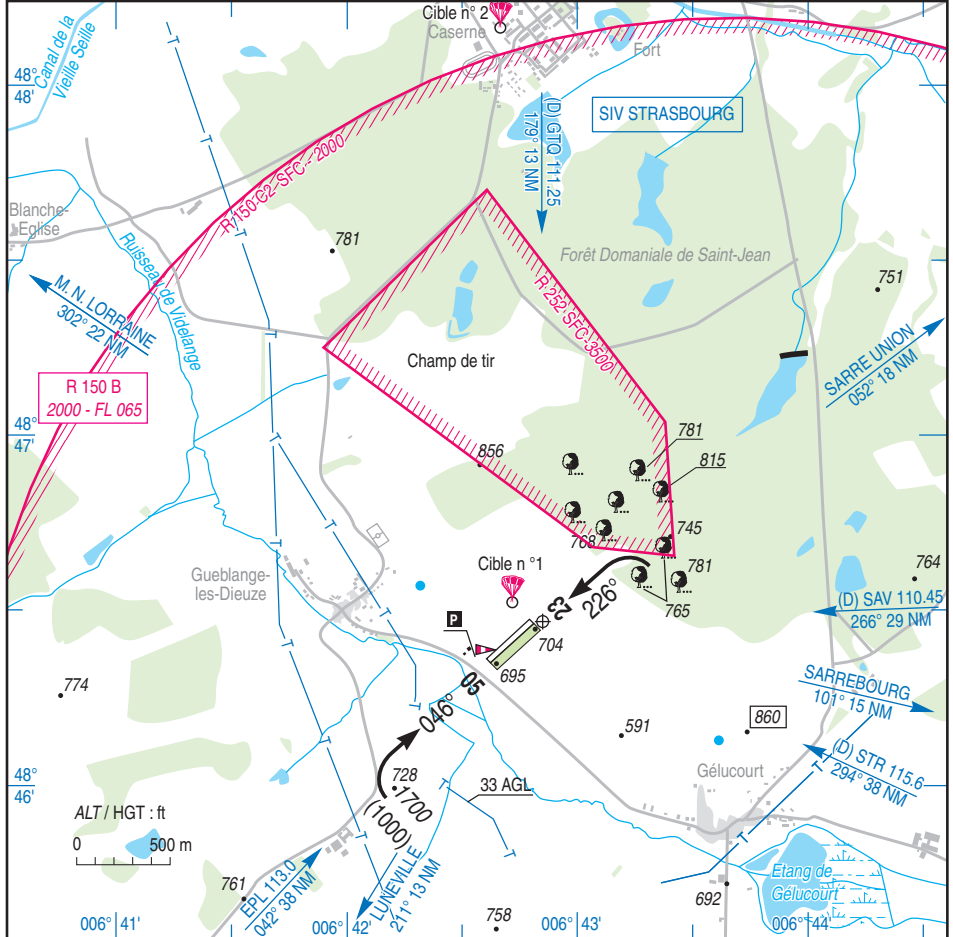 Cible n° 2
Caserne
Fort
Canal de la
Vieille Seille
48°
48'
(D) GTQ 111.25
179° 13 NM
SIV STRASBOURG
R 150 C2 SFC - 2000
Blanche-
Eglise
781
Ruisseau de Videlange
Forêt Domaniale de Saint-Jean
751
M. N. LORRAINE
302° 22 NM
R 252 SFC-3500
SARRE UNION
052° 18 NM
Champ de tir
R 150 B
2000 - FL 065
48°
47'
856
781
815
745
768
781
764
Gueblange-
les-Dieuze
Cible n °1
226°
765
(D) SAV 110.45
266° 29 NM
P
23
704
695
05
774
046°
SARREBOURG
101° 15 NM
591
860
(D) STR 115.6
294° 38 NM
48°
46'
728
1700
(1000)
33 AGL
Gélucourt
ALT / HGT : ft
0 500 m
761
EPL 113.0
042° 38 NM
LUNEVILLE
211° 13 NM
758
692
Etang de
Gélucourt
006° 41'
006° 42'
006° 43'
006° 44'
T
T
T
T
T
T
T
T
T
T
T